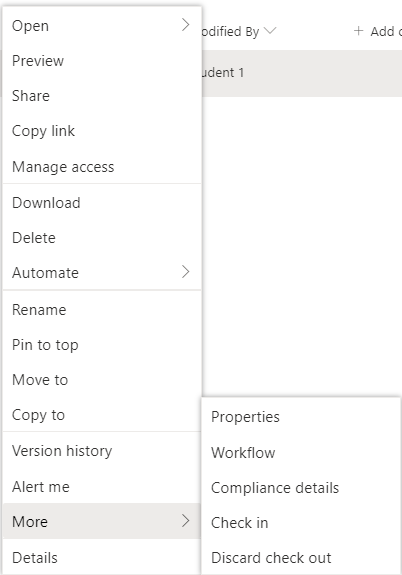 Open
odified By
+ Add c
Preview
udent 1
Share
Copy link
Manage access
Download
Delete
Automate
Rename
Pin to top
Move to
Copy to
Version history
Alert me
More
Details
Properties
Workflow
Compliance details
Check in
Discard check out